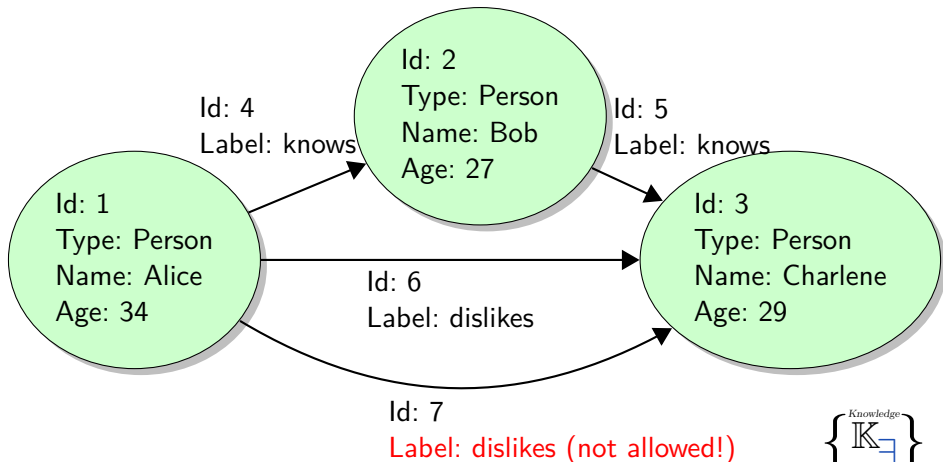 Id: 2
Type: Person
Name: Bob
Age: 27
Id: 4
Label: knows
Id: 5
Label: knows
Id: 1
Type: Person
Name: Alice
Age: 34
Id: 3
Type: Person
Name: Charlene
Age: 29
Id: 6
Label: dislikes
Id: 7
Label: dislikes (not allowed!)
Knowledge
{𝕂∃}